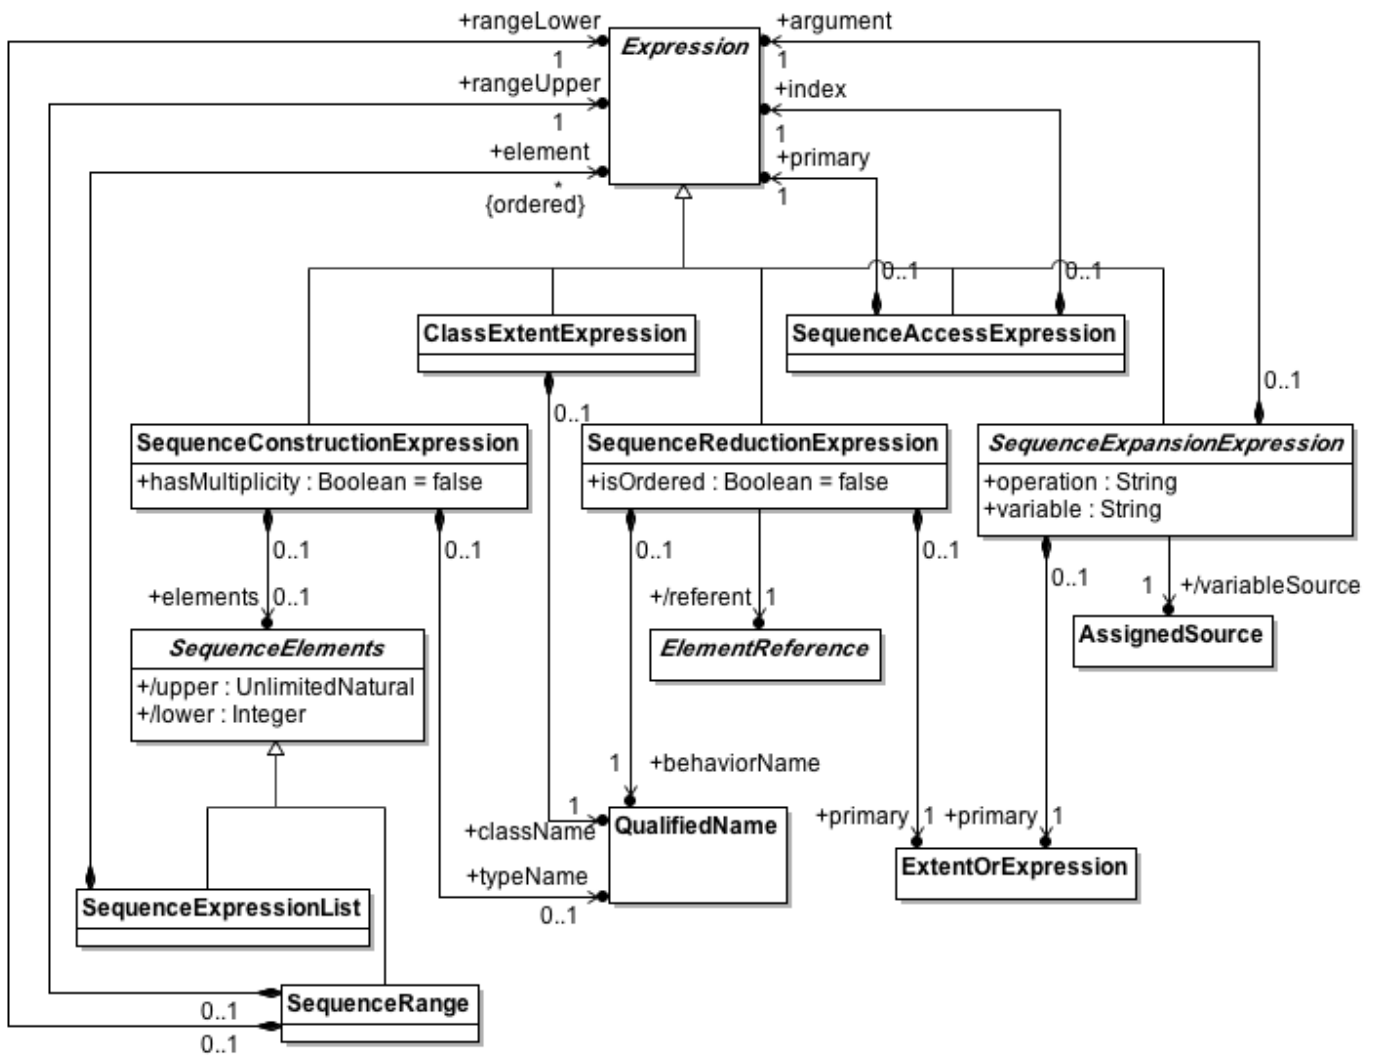 +rangeLower
1
Expression
+argument
1
+rangeUpper
1
+index
1
+element
*
{ordered}
+primary
1
0..1
0..1
ClassExtentExpression
0..1
SequenceAccessExpression
0..1
SequenceConstructionExpression
+hasMultiplicity : Boolean = false
0..1
0..1
SequenceReductionExpression
+isOrdered : Boolean = false
0..1
0..1
SequenceExpansionExpression
+operation : String
+variable : String
0..1
+elements
0..1
+/referent
1
1
+/variableSource
SequenceElements
+/upper : UnlimitedNatural
+/lower : Integer
ElementReference
AssignedSource
1
+behaviorName
1
+className
QualifiedName
+typeName
0..1
+primary
1
+primary
1
ExtentOrExpression
SequenceExpressionList
SequenceRange
0..1
0..1